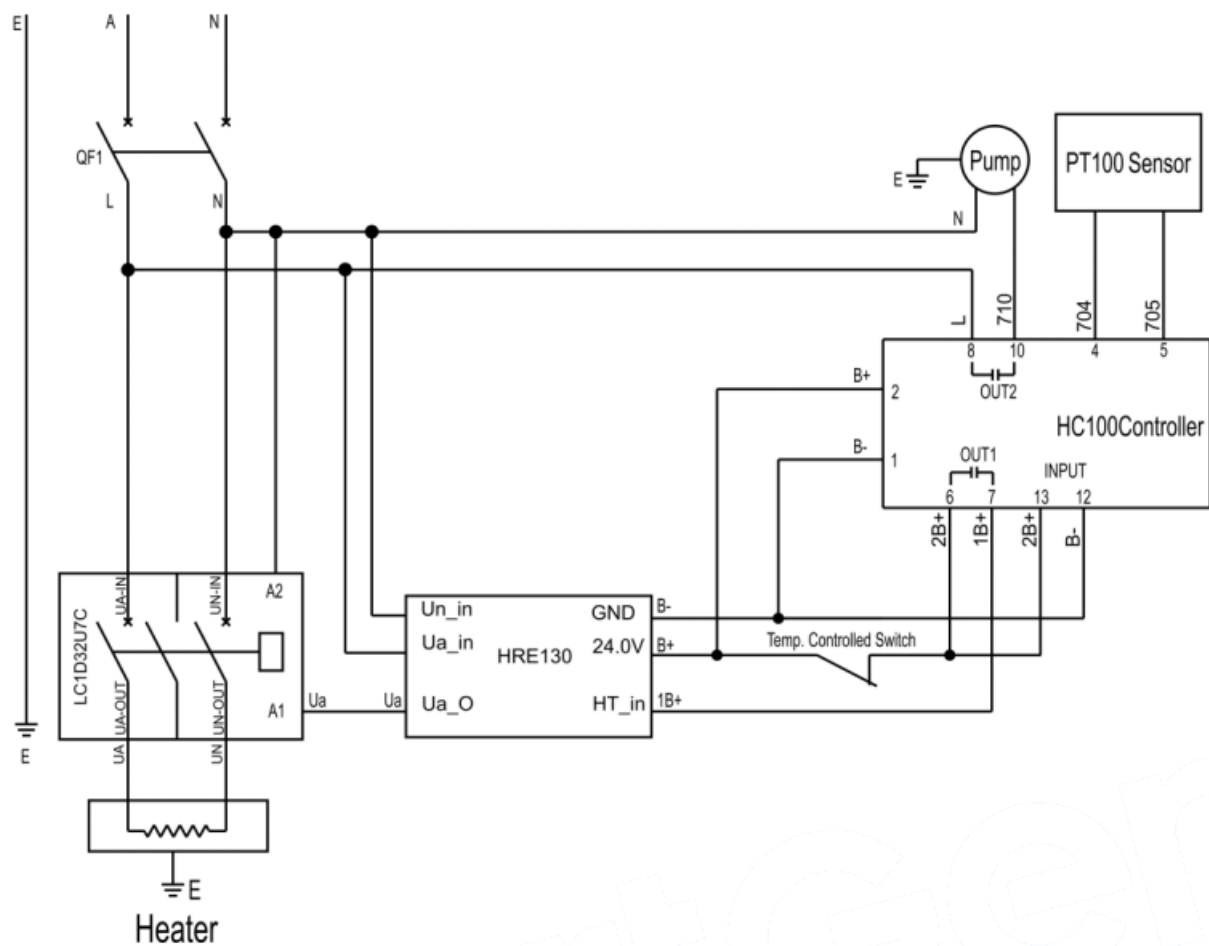 E
A
N
QF1
L
N
Pump
E
N
PT100 Sensor
L
710
704
705
8
10
4
5
OUT2
B+
2
HC100Controller
B-
1
OUT1
INPUT
6
7
13
12
2B+
1B+
2B+
B-
LC1D32U7C
UA-IN
UN-IN
A2
UA-OUT
UN-OUT
A1
Ua
Ua
UA
UN
Un_in
Ua_in
Ua_O
HRE130
GND
24.0V
HT_in
B-
B+
1B+
Temp. Controlled Switch
E
E
Heater